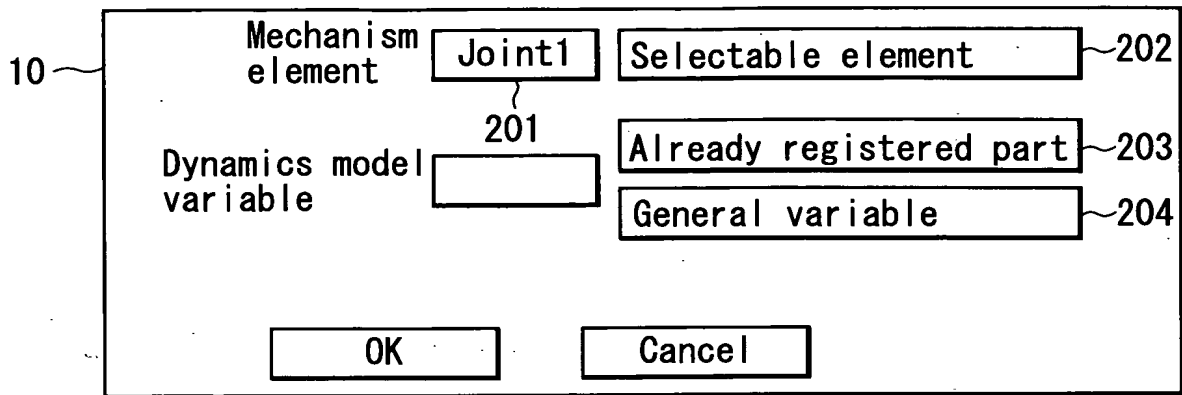 Mechanism
element
Joint1
Selectable element
202
10
201
Already registered part
203
Dynamics model
variable
General variable
204
OK
Cancel